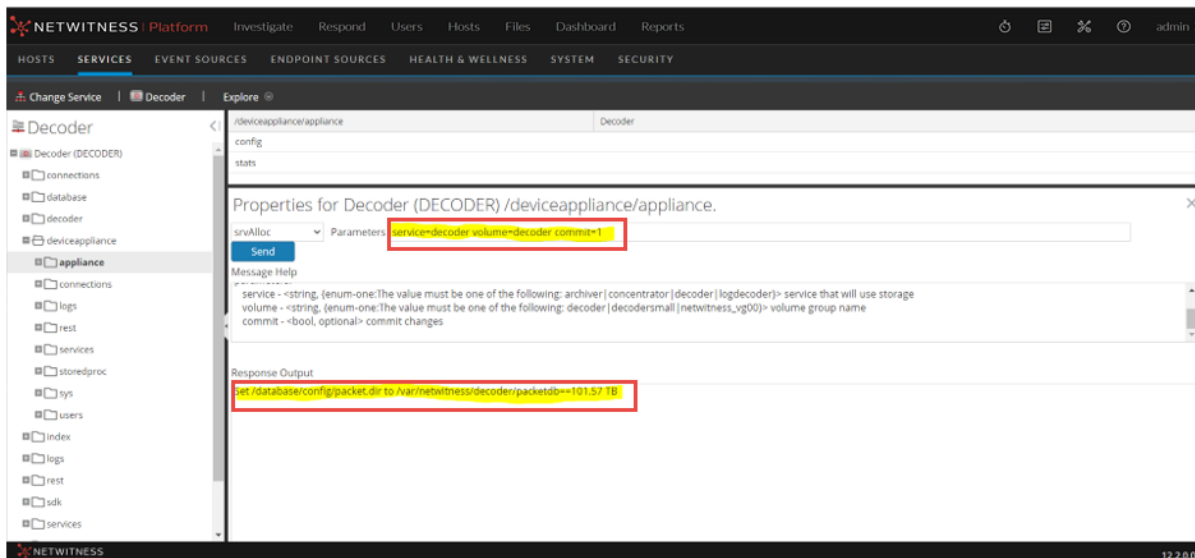 NETWITNESS Platform Investigate Respond Users Hosts Files Dashboard Reports admin
HOSTS SERVICES EVENT SOURCES ENDPOINT SOURCES HEALTH & WELLNESS SYSTEM SECURITY
Change Service | Decoder | Explore
Decoder
Decoder (DECODER)
connections
database
decoder
deviceappliance
appliance
connections
logs
rest
services
storedproc
sys
users
index
logs
rest
sdk
services
/deviceappliance/appliance Decoder
config
stats
Properties for Decoder (DECODER) /deviceappliance/appliance.
srvAlloc Parameters service=decoder volume=decoder commit=1
Send
Message Help
service - <string, {enum-one:The value must be one of the following: archiver|concentrator|decoder|logdecoder}> service that will use storage
volume - <string, {enum-one:The value must be one of the following: decoder|decodersmall|netwitness_vg00}> volume group name
commit - <bool, optional> commit changes
Response Output
Set /database/config/packet.dir to /var/netwitness/decoder/packetdb==101.57 TB
NETWITNESS